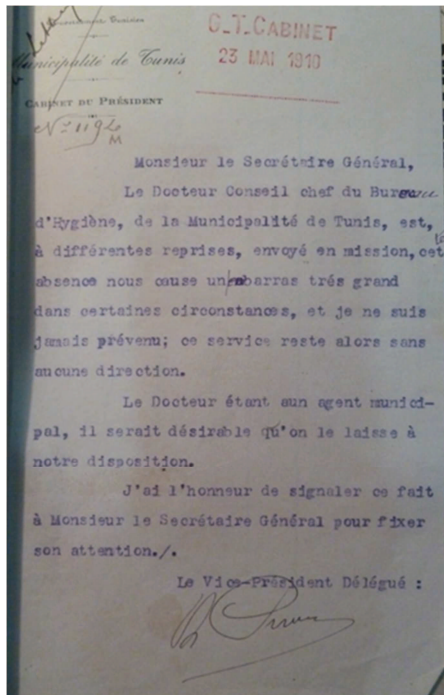 Gouvernement Tunisien
Municipalité de Tunis
CABINET DU PRÉSIDENT
N° 1192
M
G.T. CABINET
23 MAI 1910
Monsieur le Secrétaire Général,
Le Docteur Conseil chef du Bureau
d'Hygiène, de la Municipalité de Tunis, est,
à différentes reprises, envoyé en mission, cet
absence nous cause un embarras trés grand
dans certaines circonstances, et je ne suis
jamais prévenu; ce service reste alors sans
aucune direction.
Le Docteur étant aun agent munici-
pal, il serait désirable qu'on le laisse à
notre disposition.
J'ai l'honneur de signaler ce fait
à Monsieur le Secrétaire Général pour fixer
son attention./.
Le Vice-Président Délégué :